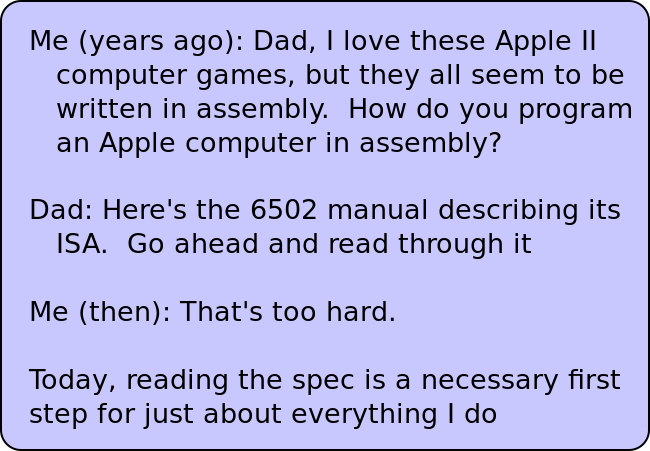 Me (years ago): Dad, I love these Apple II
computer games, but they all seem to be
written in assembly.  How do you program
an Apple computer in assembly?
Dad: Here's the 6502 manual describing its
ISA.  Go ahead and read through it
Me (then): That's too hard.
Today, reading the spec is a necessary first
step for just about everything I do